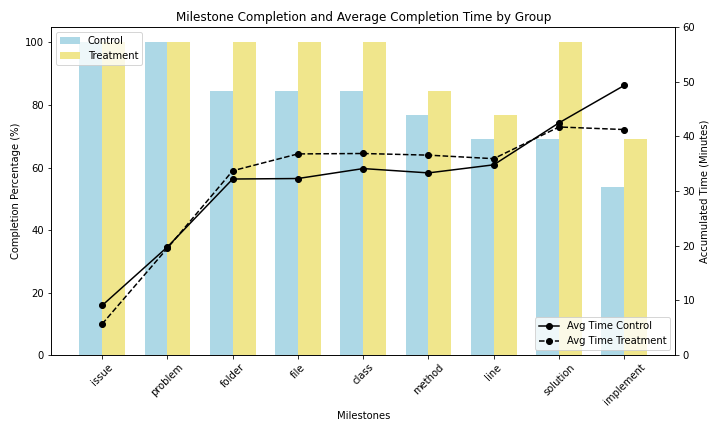 Milestone Completion and Average Completion Time by Group
Control
Treatment
Completion Percentage (%)
100
80
60
40
20
0
Accumulated Time (Minutes)
60
50
40
30
20
10
0
Avg Time Control
Avg Time Treatment
issue
problem
folder
file
class
method
line
solution
implement
Milestones